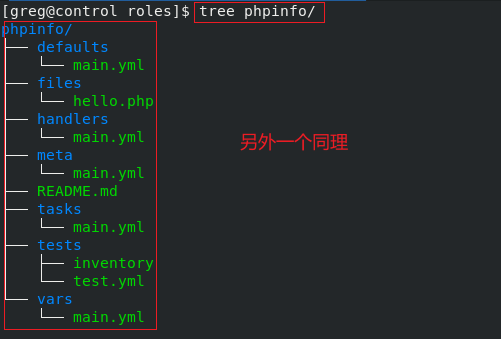 [greg@control roles]$ tree phpinfo/
phpinfo/
├── defaults
│   └── main.yml
├── files
│   └── hello.php
├── handlers
│   └── main.yml
├── meta
│   └── main.yml
├── README.md
├── tasks
│   └── main.yml
├── tests
│   ├── inventory
│   └── test.yml
└── vars
    └── main.yml
另外一个同理